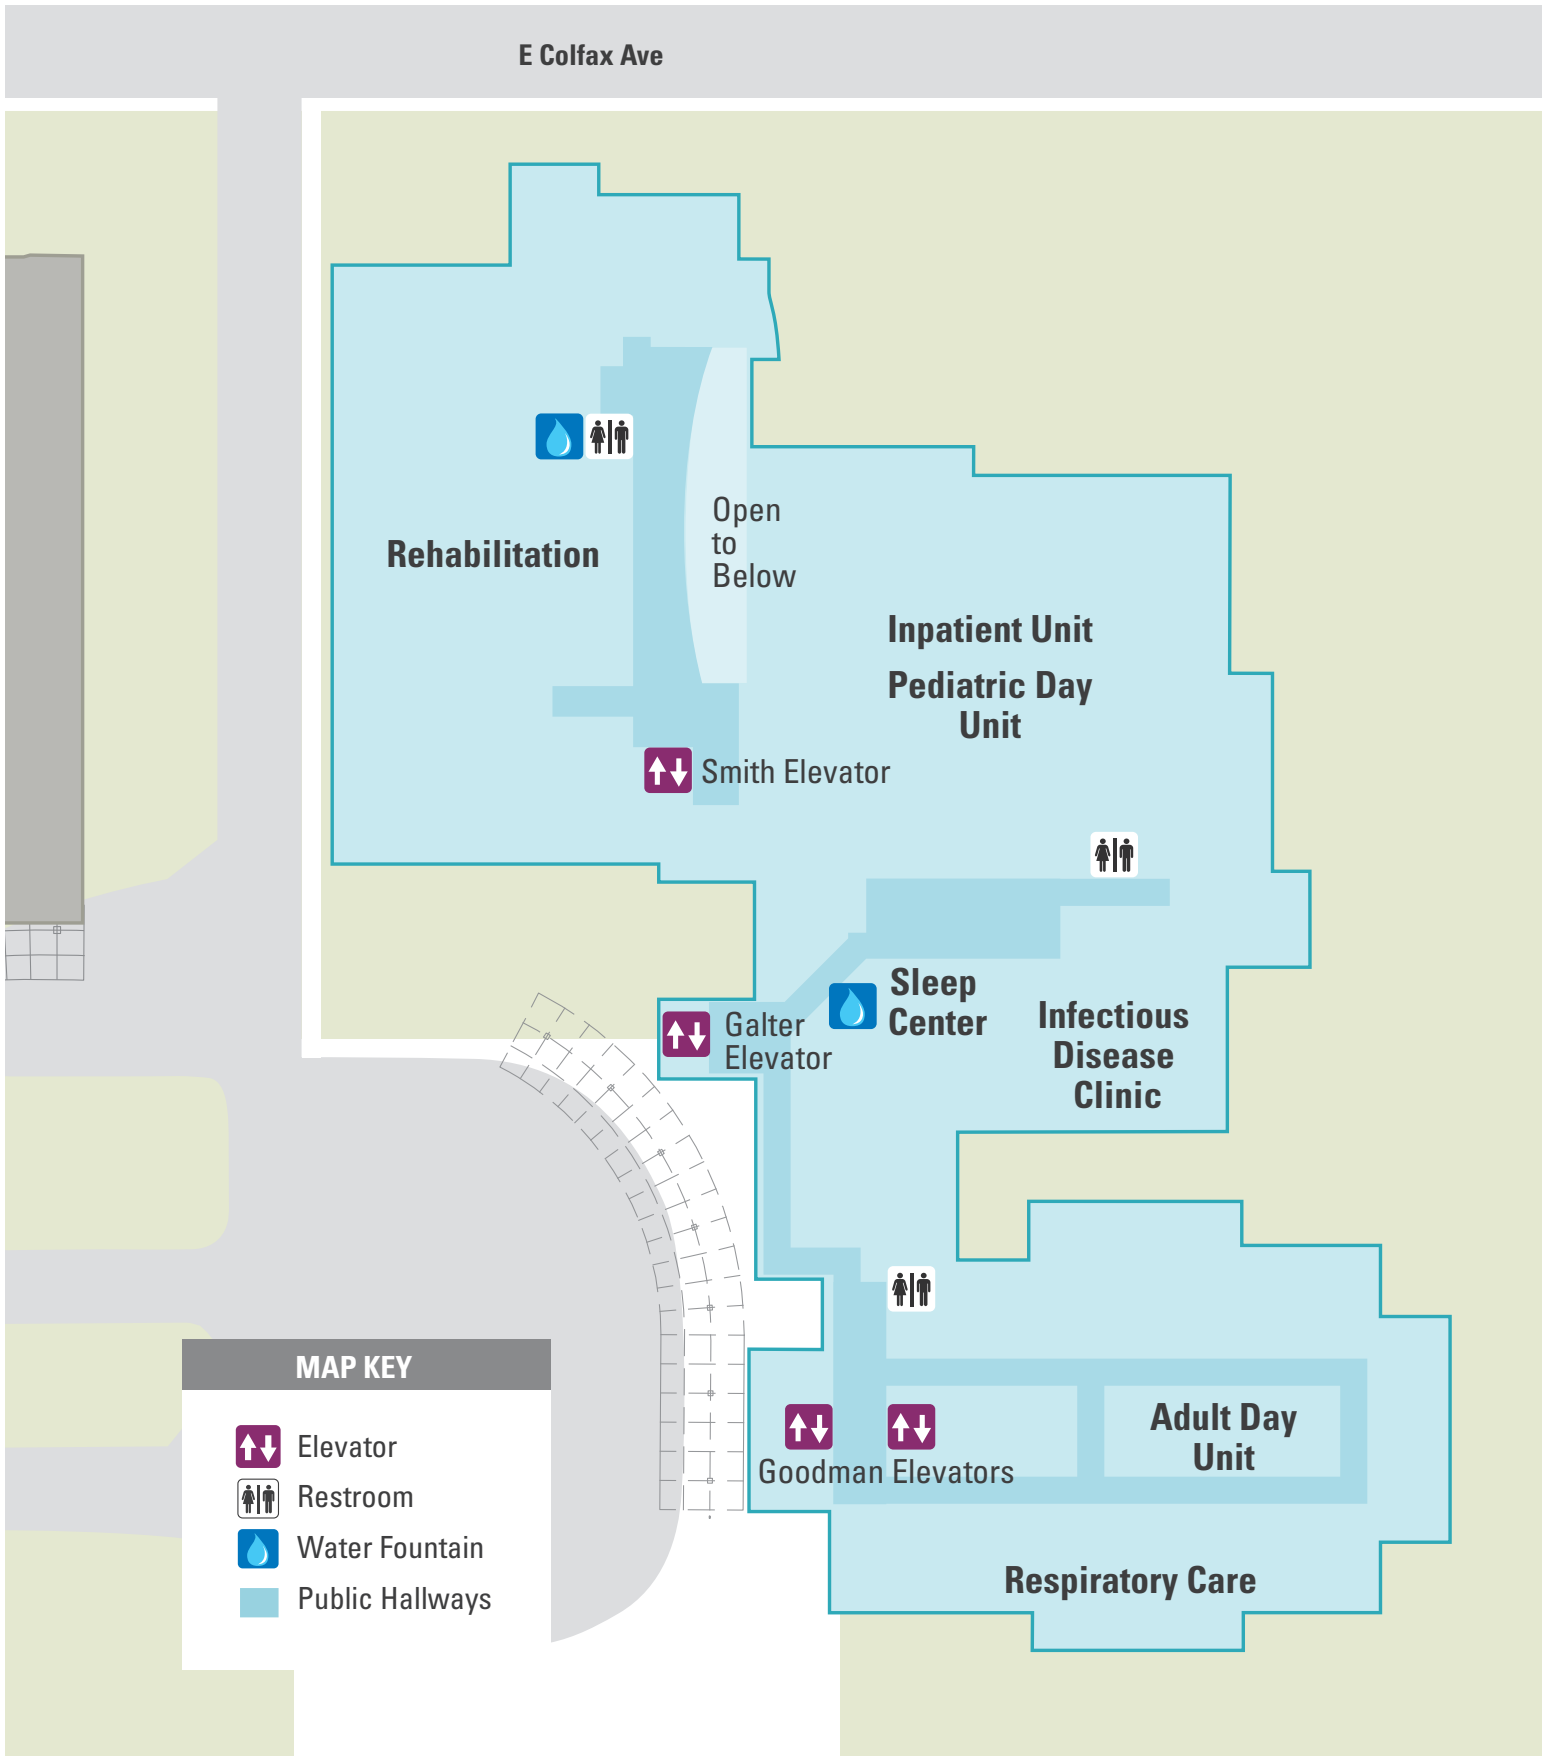 E Colfax Ave
Open
to
Below
Rehabilitation
Inpatient Unit
Pediatric Day
Unit
Smith Elevator
Sleep
Center
Galter
Elevator
Infectious
Disease
Clinic
Adult Day
Unit
Goodman Elevators
Respiratory Care
MAP KEY
Elevator
Restroom
Water Fountain
Public Hallways